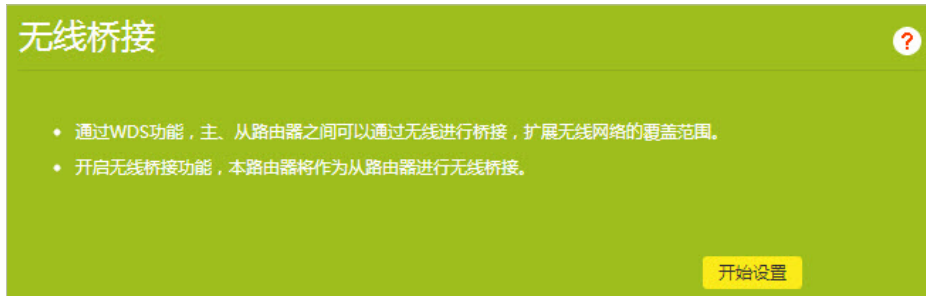 无线桥接
?
通过WDS功能，主、从路由器之间可以通过无线进行桥接，扩展无线网络的覆盖范围。
开启无线桥接功能，本路由器将作为从路由器进行无线桥接。
开始设置